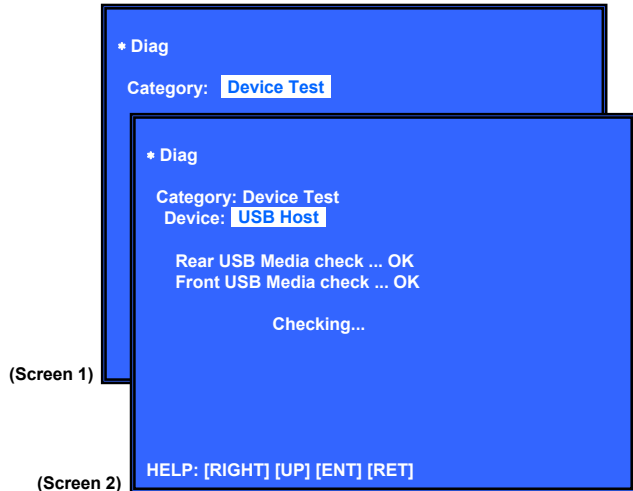 * Diag
Category: Device Test
(Screen 1)
* Diag
Category: Device Test
Device: USB Host
Rear USB Media check ... OK
Front USB Media check ... OK
Checking...
HELP: [RIGHT] [UP] [ENT] [RET]
(Screen 2)